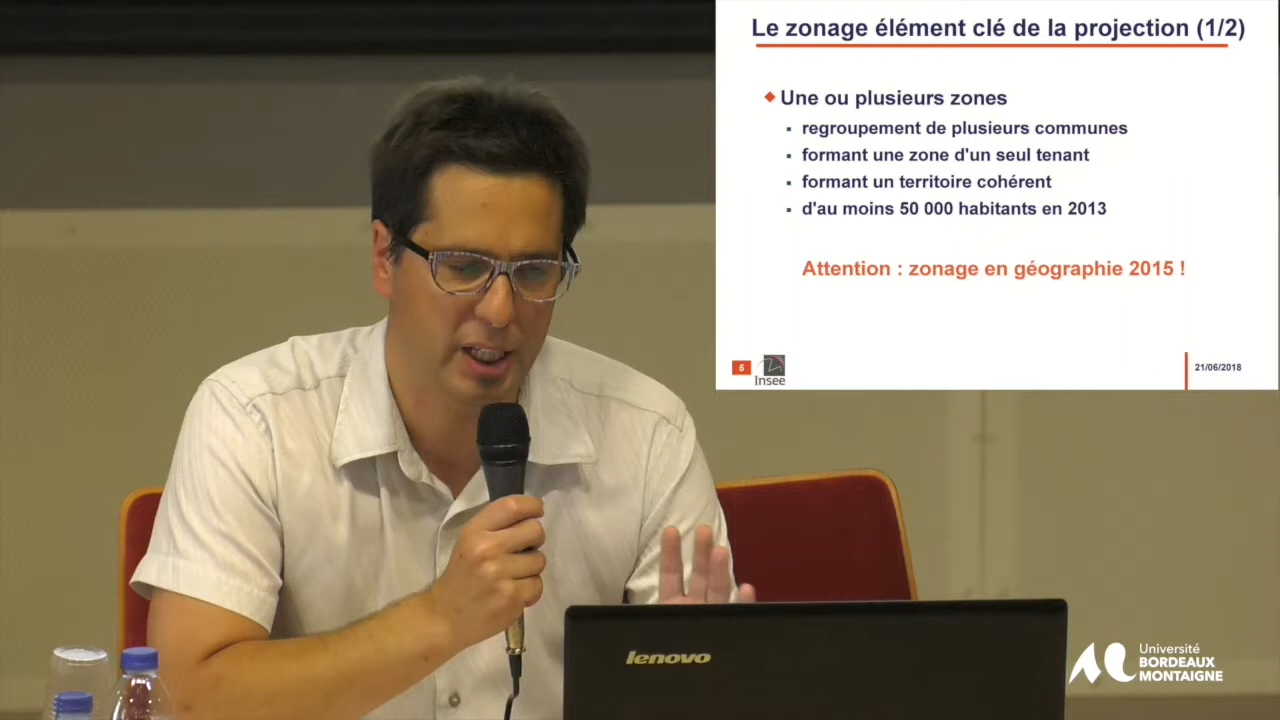 Le zonage élément clé de la projection (1/2)
Une ou plusieurs zones
regroupement de plusieurs communes
formant une zone d'un seul tenant
formant un territoire cohérent
d'au moins 50 000 habitants en 2013
Attention : zonage en géographie 2015 !
5
Insee
21/06/2018
lenovo
Université
BORDEAUX
MONTAIGNE